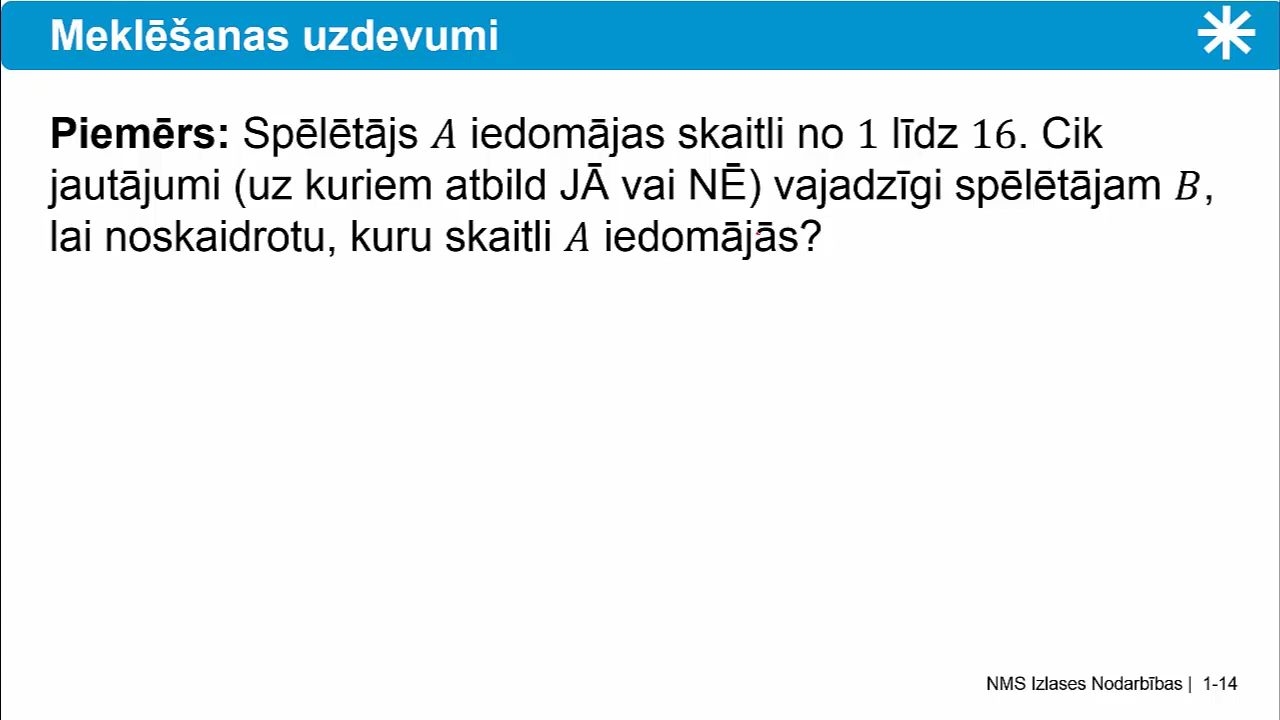 Meklēšanas uzdevumi
Piemērs: Spēlētājs A iedomājas skaitli no 1 līdz 16. Cik
jautājumi (uz kuriem atbild JĀ vai NĒ) vajadzīgi spēlētājam B,
lai noskaidrotu, kuru skaitli A iedomājās?
NMS Izlases Nodarbības | 1-14